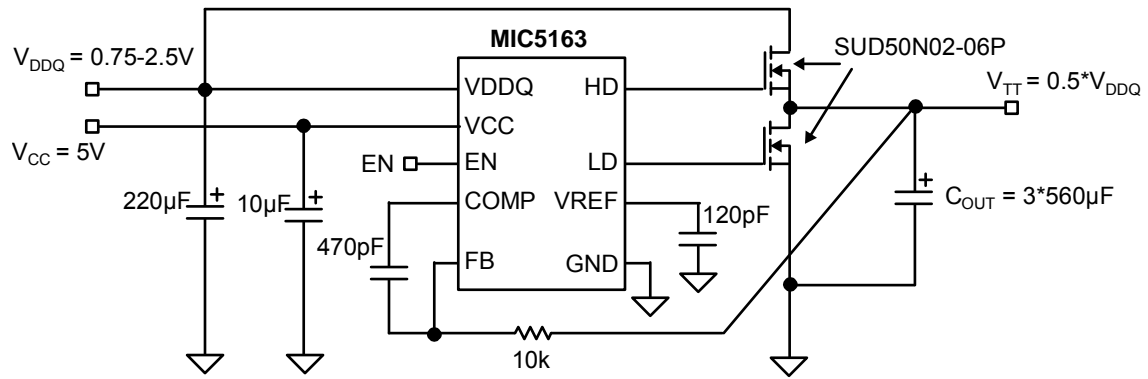 MIC5163
SUD50N02-06P
V_DDQ = 0.75-2.5V
V_TT = 0.5*V_DDQ
VDDQ
HD
VCC
V_CC = 5V
EN
EN
LD
220µF
+
10µF
+
COMP
VREF
120pF
+
C_OUT = 3*560µF
470pF
FB
GND
10k